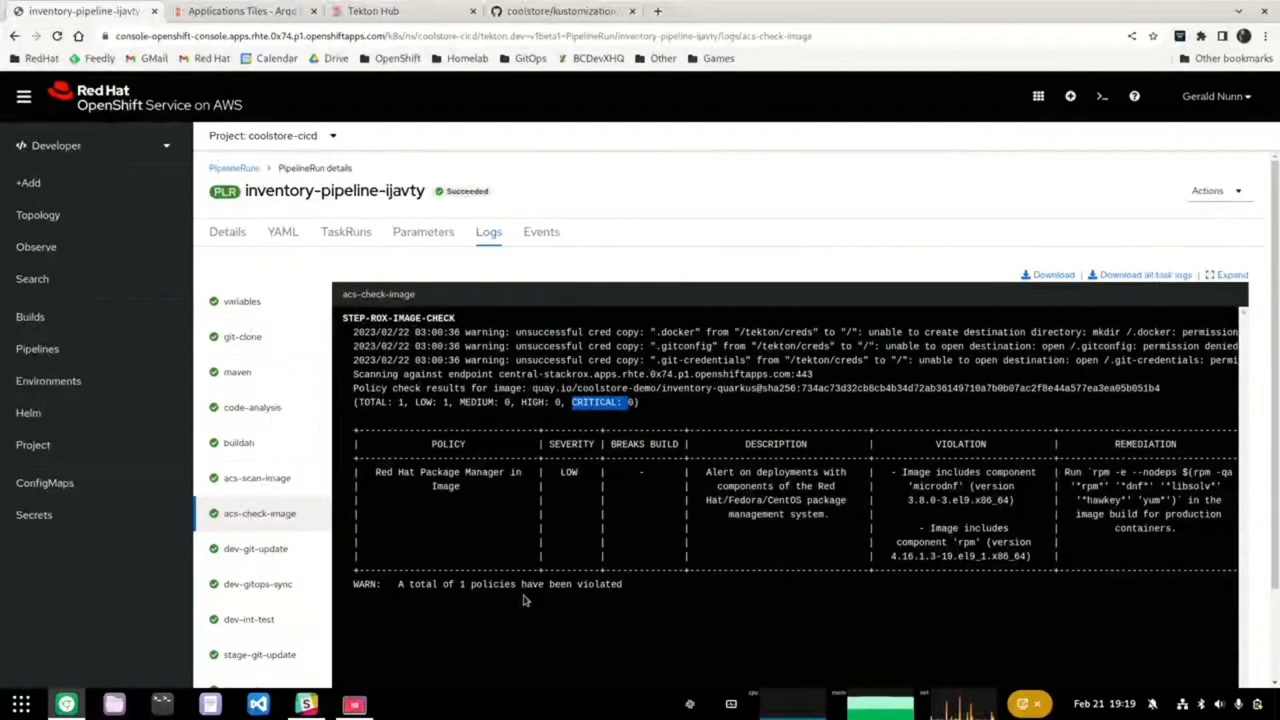 inventory-pipeline-ijavty
Applications Tiles - Argo
Tekton Hub
coolstore/kustomization.
console-openshift-console.apps.rhte.0x74.p1.openshiftapps.com/k8s/ns/coolstore-cicd/tekton.dev~v1beta1~PipelineRun/inventory-pipeline-ijavty/logs/acs-check-image
RedHat
Feedly
GMail
Red Hat
Calendar
Drive
OpenShift
Homelab
GitOps
BCDevXHQ
Other
Games
Other bookmarks
Red Hat
OpenShift Service on AWS
Gerald Nunn
Developer
+Add
Topology
Observe
Search
Builds
Pipelines
Environments
Helm
Project
ConfigMaps
Secrets
Project: coolstore-cicd
PipelineRuns > PipelineRun details
PLR inventory-pipeline-ijavty Succeeded
Actions
Details YAML TaskRuns Parameters Logs Events
Download | Download all task logs | Expand
variables
git-clone
maven
code-analysis
buildah
acs-scan-image
acs-check-image
dev-git-update
dev-gitops-sync
dev-int-test
stage-git-update
acs-check-image
STEP-ROX-IMAGE-CHECK
2023/02/22 03:00:36 warning: unsuccessful cred copy: ".docker" from "/tekton/creds" to "/": unable to create destination directory: mkdir /.docker: permission
2023/02/22 03:00:36 warning: unsuccessful cred copy: ".gitconfig" from "/tekton/creds" to "/": unable to open destination: open /.gitconfig: permission denied
2023/02/22 03:00:36 warning: unsuccessful cred copy: ".git-credentials" from "/tekton/creds" to "/": unable to open destination: open /.git-credentials: permi
Scanning against endpoint central-stackrox.apps.rhte.0x74.p1.openshiftapps.com:443
Policy check results for image: quay.io/coolstore-demo/inventory-quarkus@sha256:734ac73d32cb8cb4b34d72ab36149710a7b0b07ac2f8e44a577ea3ea05b051b4
(TOTAL: 1, LOW: 1, MEDIUM: 0, HIGH: 0, CRITICAL: 0)
| POLICY | SEVERITY | BREAKS BUILD | DESCRIPTION | VIOLATION | REMEDIATION
| Red Hat Package Manager in | LOW | - | Alert on deployments with | - Image includes component | Run `rpm -e --nodeps $(rpm -qa
| Image | | | components of the Red | 'microdnf' (version | '*rpm*' '*dnf*' '*libsolv*'
| | | | Hat/Fedora/CentOS package | 3.8.0-3.el9.x86_64) | '*hawkey*' 'yum*')` in the
| | | | management system. | | image build for production
| | | | | - Image includes | containers.
| | | | | component 'rpm' (version |
| | | | | 4.16.1.3-19.el9_1.x86_64) |
WARN: A total of 1 policies have been violated
cpu
mem
net
Feb 21 19:19